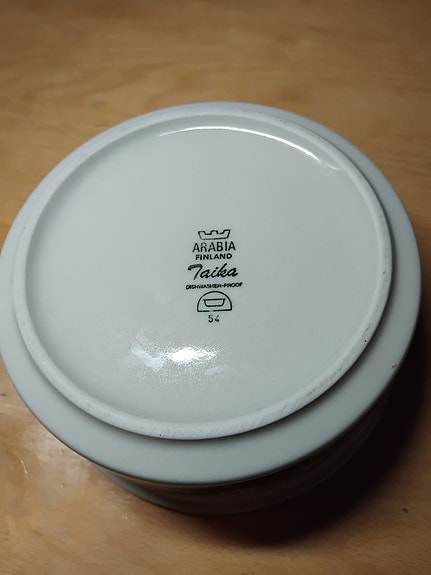 ARABIA
FINLAND
Taika
DISHWASHER-PROOF
54